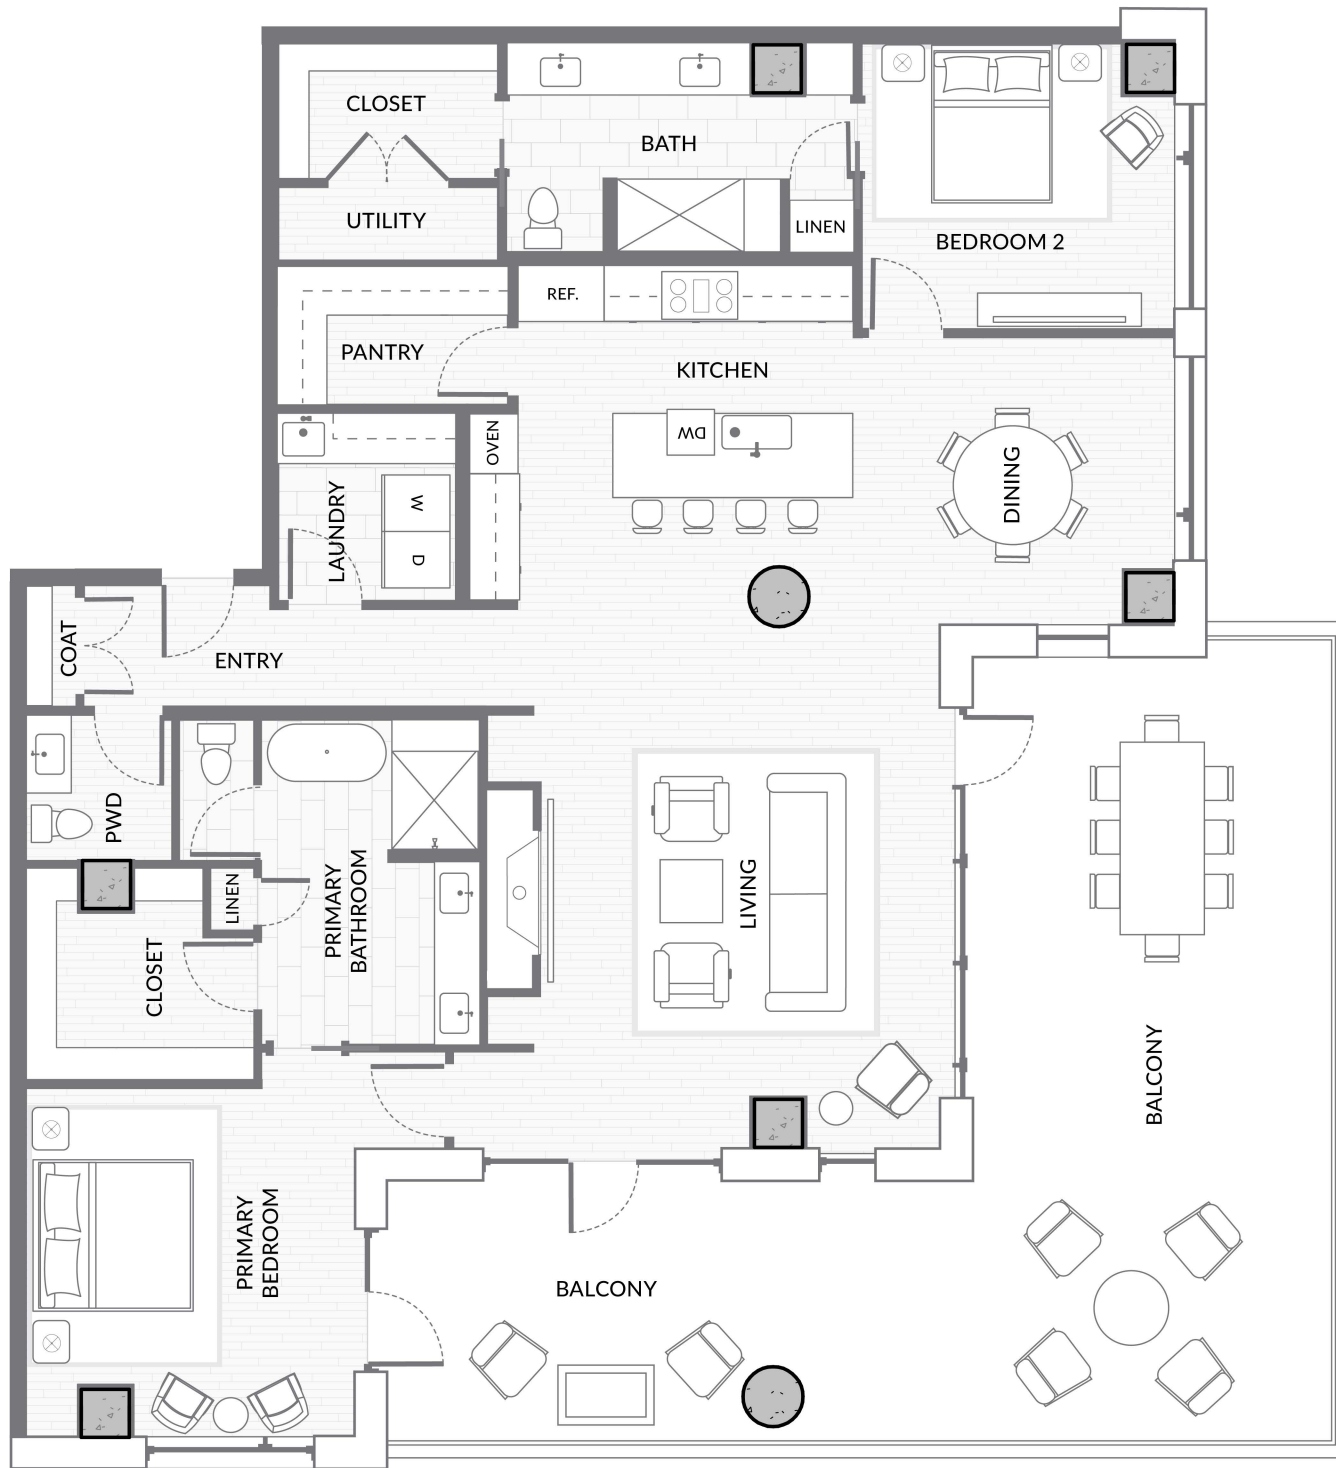 CLOSET
BATH
UTILITY
LINEN
BEDROOM 2
REF.
PANTRY
KITCHEN
OVEN
DW
DINING
LAUNDRY
W
D
COAT
ENTRY
PWD
LINEN
PRIMARY
BATHROOM
LIVING
CLOSET
BALCONY
PRIMARY
BEDROOM
BALCONY